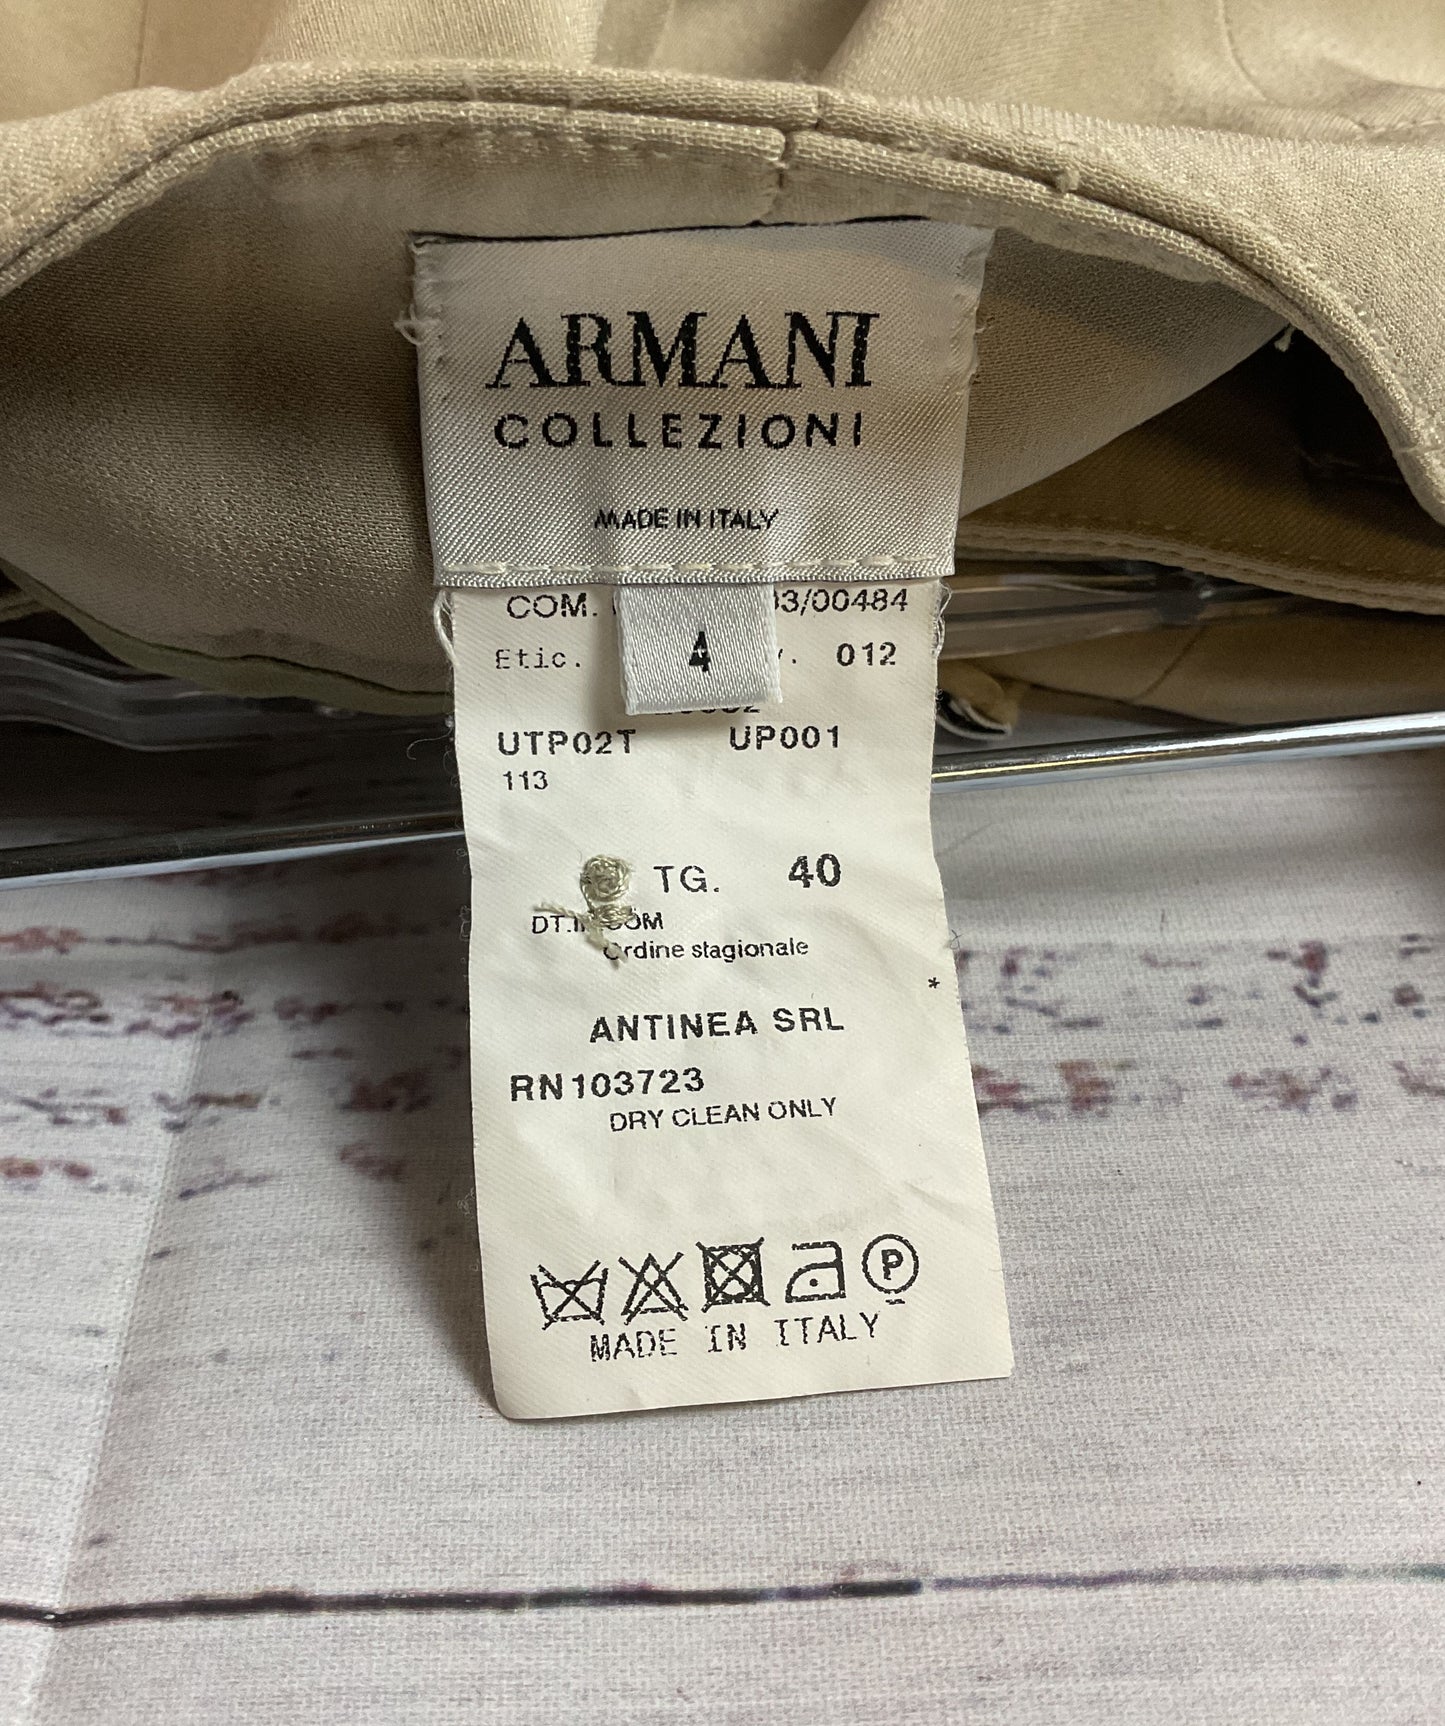 ARMANI
COLLEZIONI
MADE IN ITALY
4
COM. 03/00484
Etic. 012
UTP02T UP001
113
TG. 40
Ordine stagionale
*
ANTINEA SRL
RN103723
DRY CLEAN ONLY
P
MADE IN ITALY